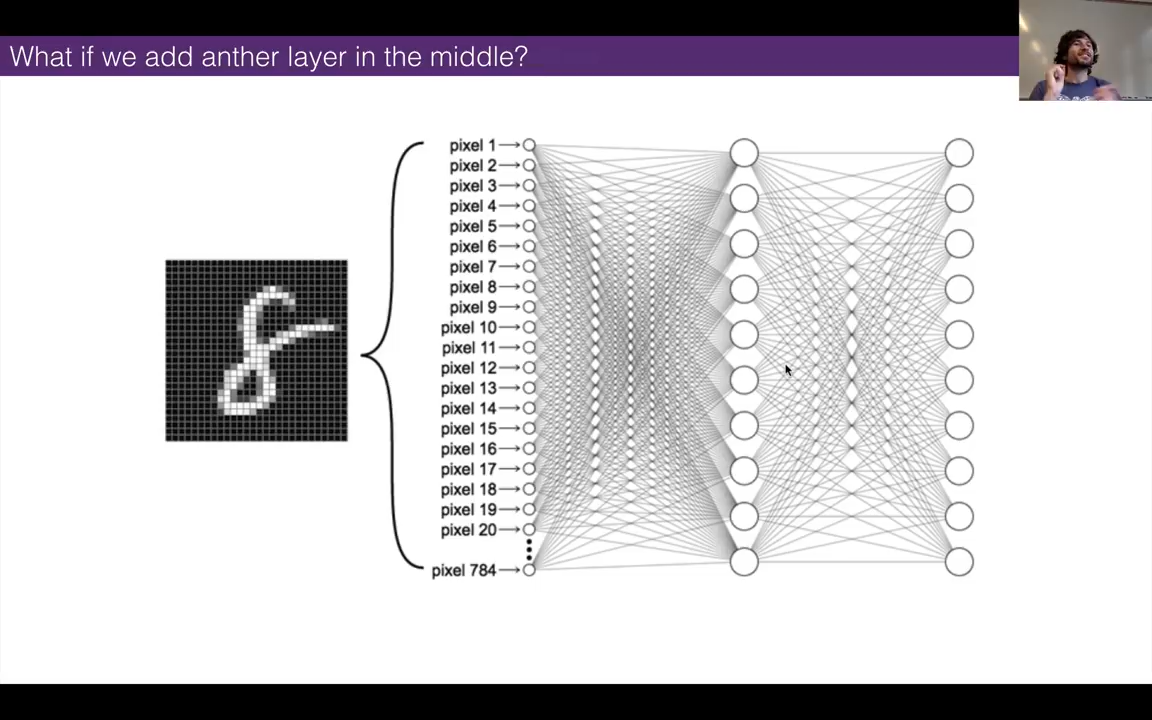 What if we add anther layer in the middle?
pixel 1
pixel 2
pixel 3
pixel 4
pixel 5
pixel 6
pixel 7
pixel 8
pixel 9
pixel 10
pixel 11
pixel 12
pixel 13
pixel 14
pixel 15
pixel 16
pixel 17
pixel 18
pixel 19
pixel 20
pixel 784